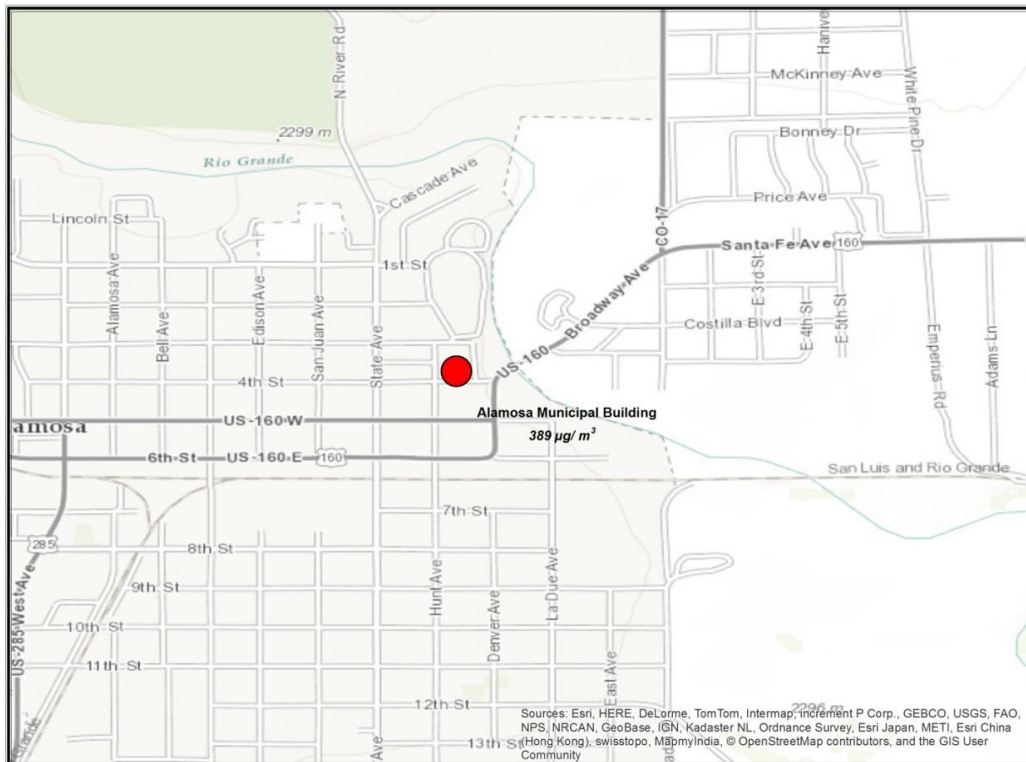 N River Rd
Hanive
McKinney Ave
White Pine Dr
Bonney Dr
2299 m
Rio Grande
Cascade Ave
Price Ave
Lincoln St
CO-17
Santa Fe Ave
160
1st St
Alamosa Ave
Bell Ave
Edison Ave
San Juan Ave
State Ave
US-160
Broadway Ave
E 3rd St
E 4th St
E 5th St
Costilla Blvd
Emperius Rd
Adams Ln
4th St
US-160 W
Alamosa Municipal Building
389 µg/ m³
amosa
6th St
US-160 E
160
San Luis and Rio Grande
7th St
285
8th St
US-285
West Ave
9th St
Hunt Ave
Denver Ave
La Due Ave
10th St
11th St
East Ave
12th St
2296 m
13th St
Ave
Grande
Sources: Esri, HERE, DeLorme, TomTom, Intermap, increment P Corp., GEBCO, USGS, FAO,
NPS, NRCAN, GeoBase, IGN, Kadaster NL, Ordnance Survey, Esri Japan, METI, Esri China
(Hong Kong), swisstopo, MapmyIndia, © OpenStreetMap contributors, and the GIS User
Community